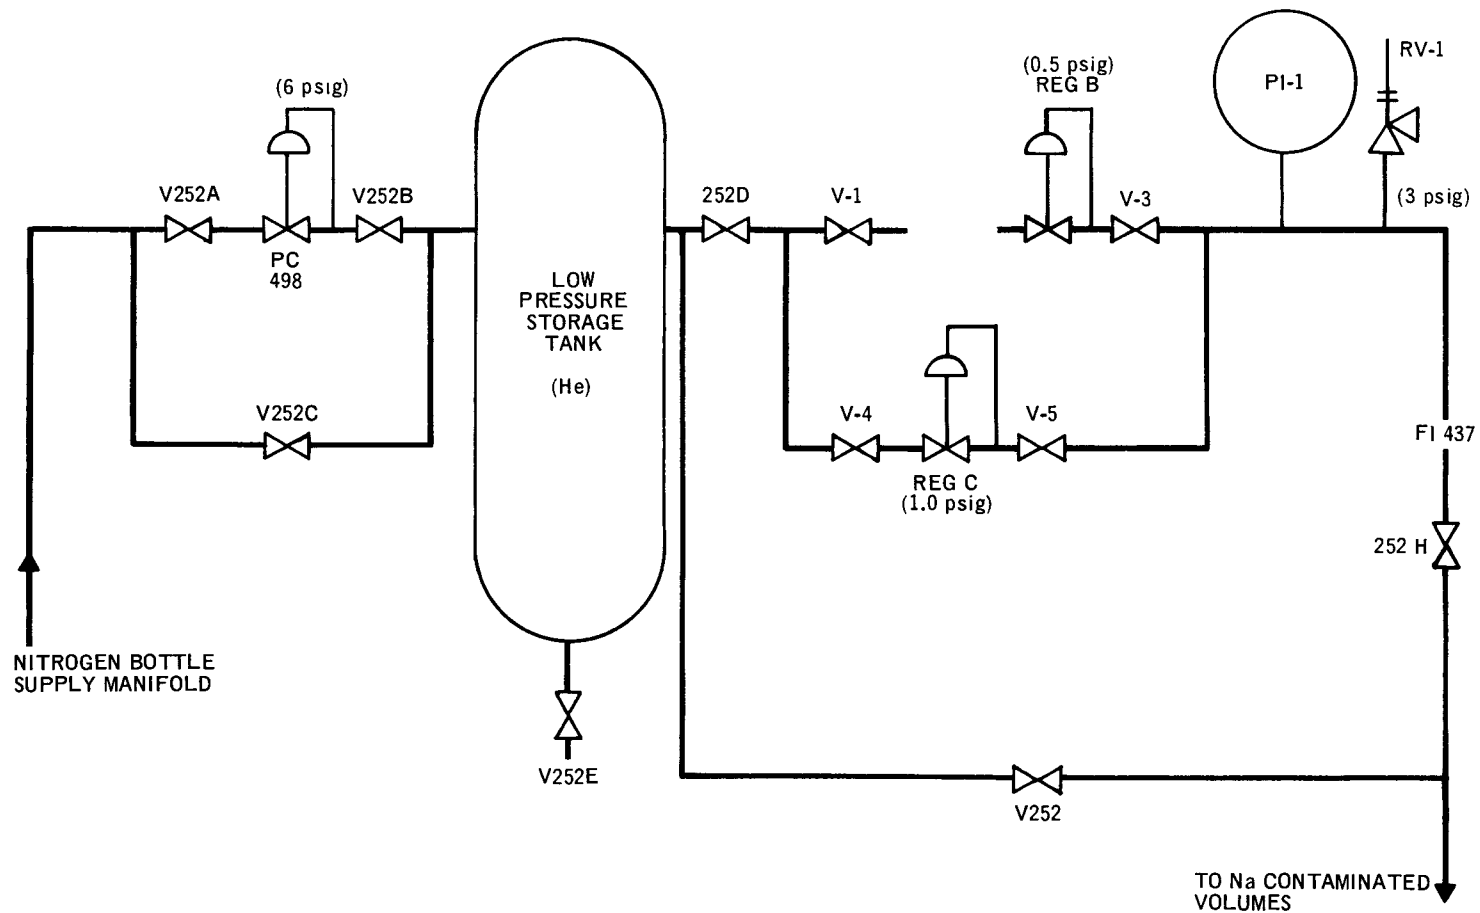 (6 psig)
V252A
V252B
PC
498
V252C
LOW
PRESSURE
STORAGE
TANK
(He)
252D
V-1
(0.5 psig)
REG B
V-3
PI-1
RV-1
(3 psig)
V-4
V-5
REG C
(1.0 psig)
FI 437
252 H
NITROGEN BOTTLE
SUPPLY MANIFOLD
V252E
V252
TO Na CONTAMINATED
VOLUMES